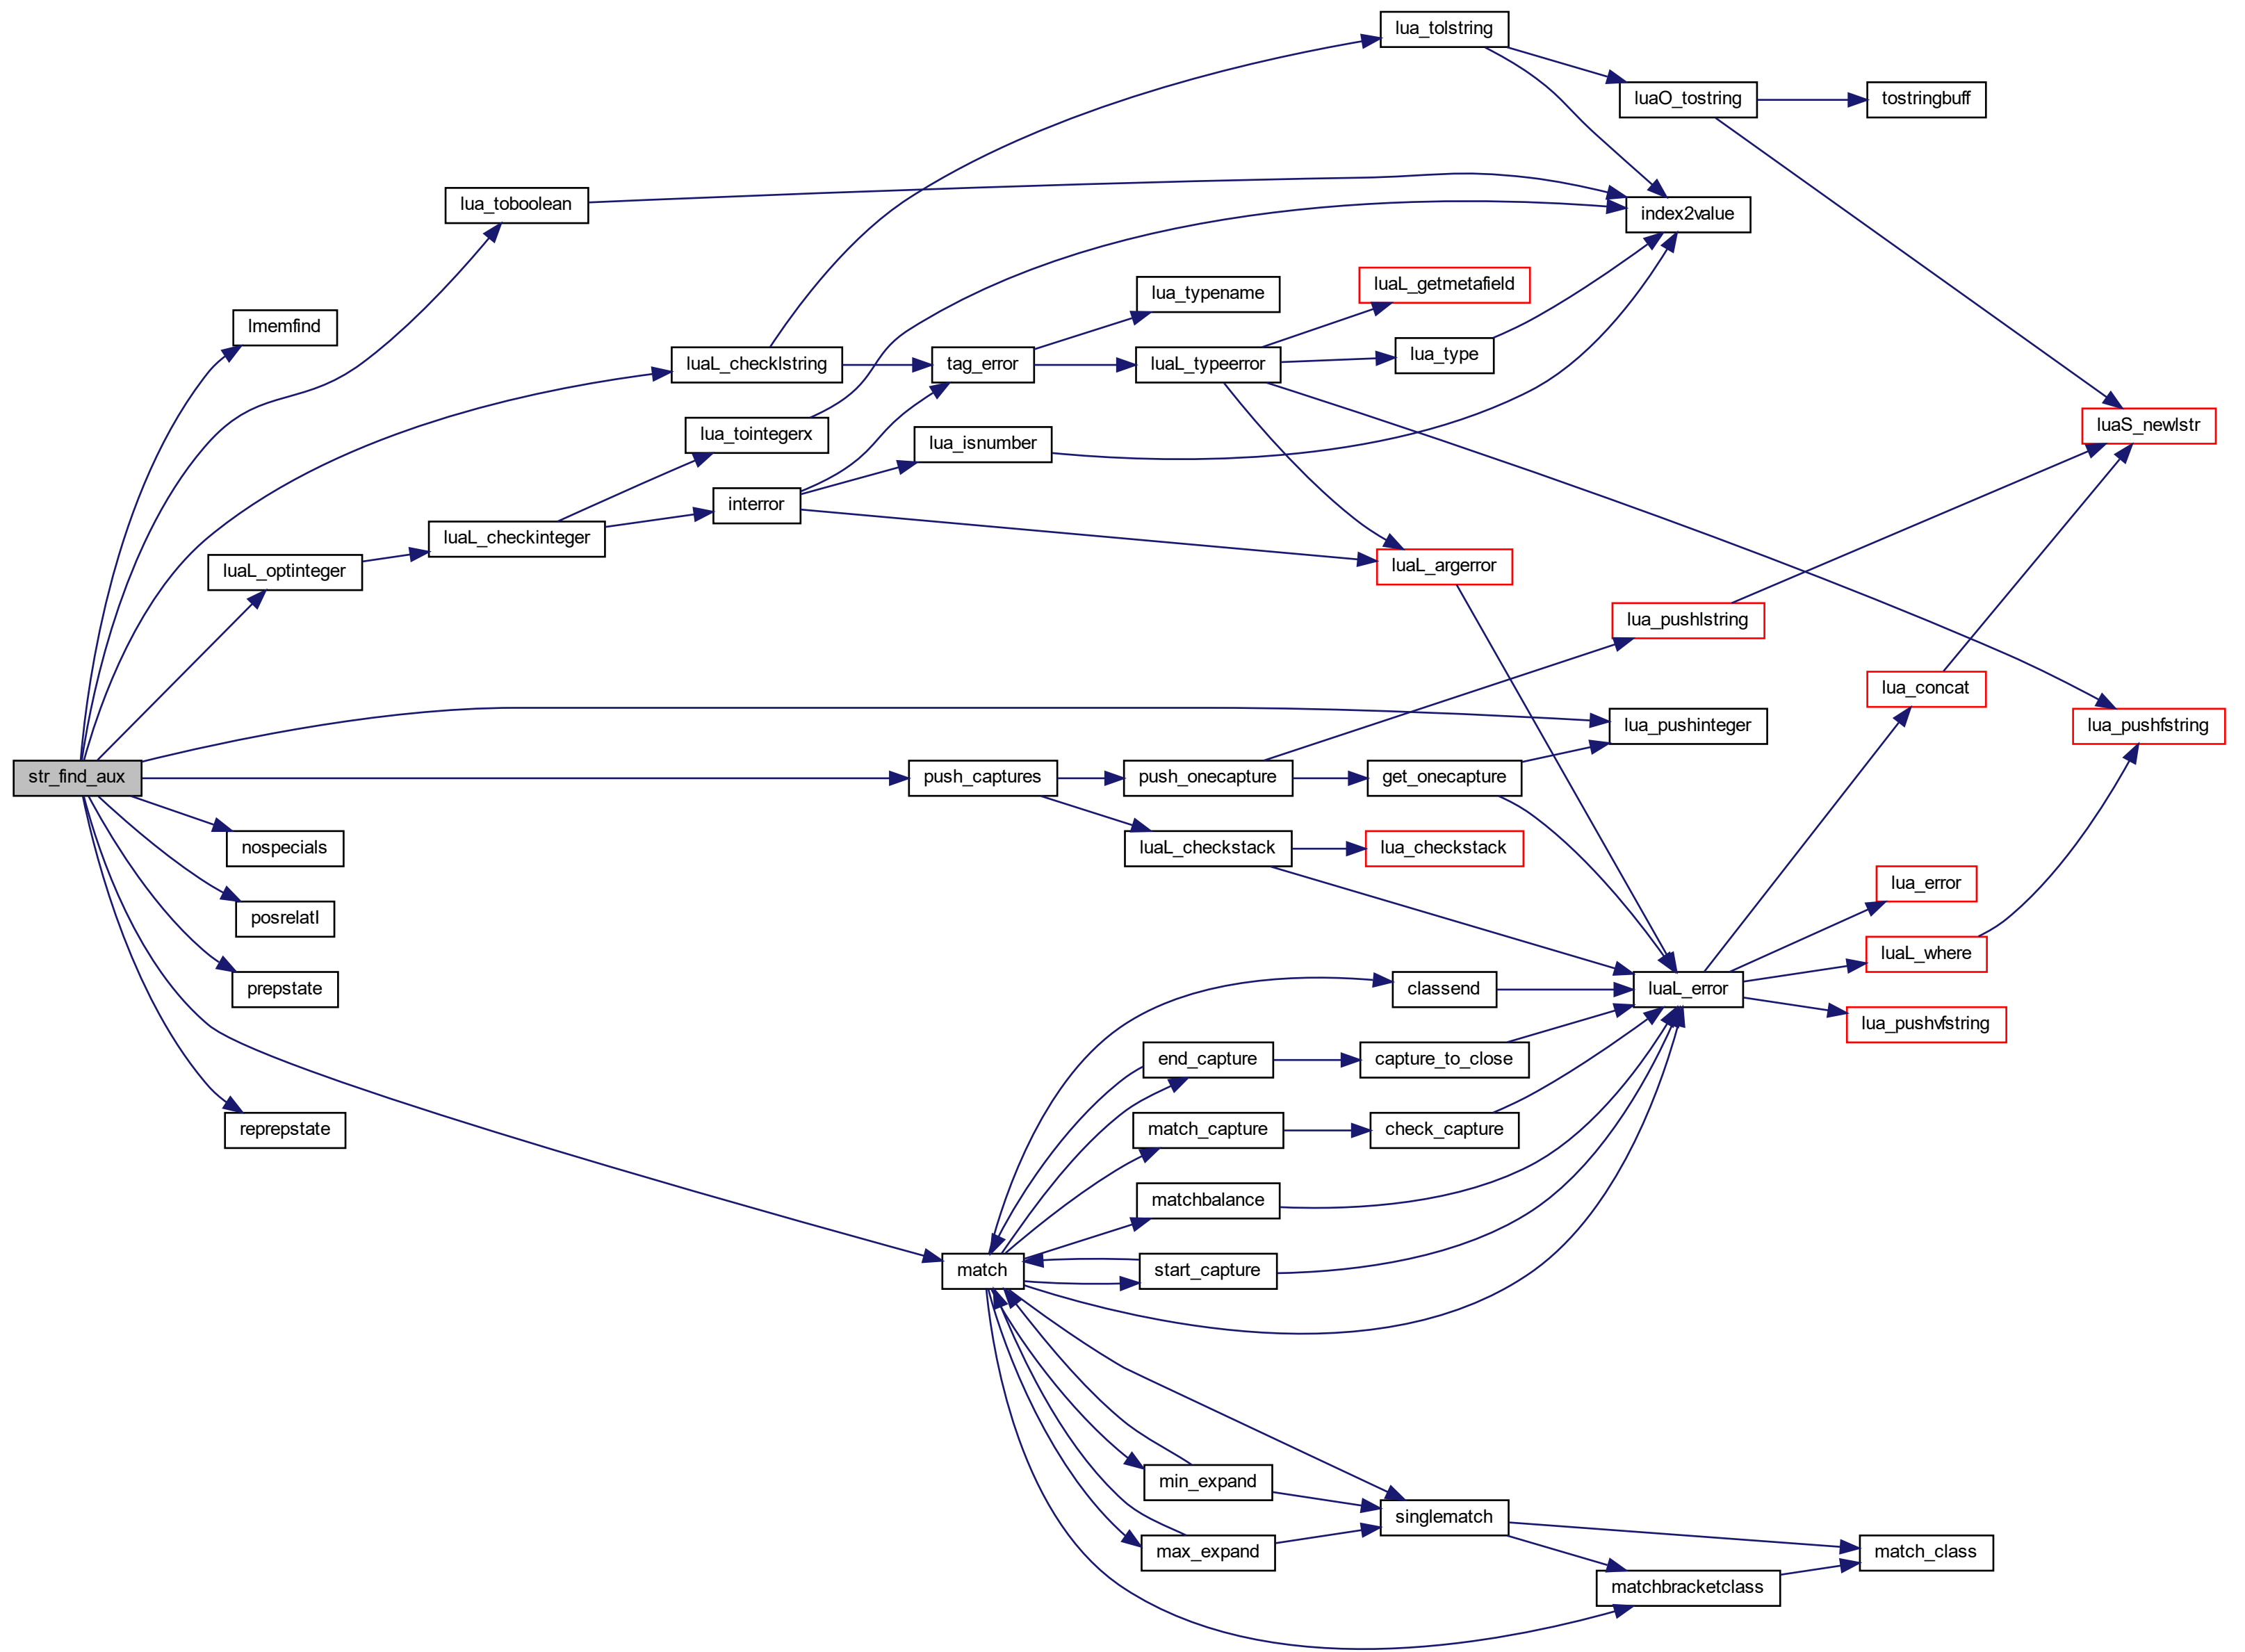 lua_tolstring
luaO_tostring
tostringbuff
lua_toboolean
index2value
luaL_getmetafield
lua_typename
lmemfind
lua_type
luaL_checklstring
tag_error
luaL_typeerror
luaS_newlstr
lua_tointegerx
lua_isnumber
interror
luaL_checkinteger
luaL_optinteger
luaL_argerror
lua_pushlstring
lua_concat
lua_pushinteger
lua_pushfstring
str_find_aux
push_captures
push_onecapture
get_onecapture
nospecials
luaL_checkstack
lua_checkstack
lua_error
posrelatI
luaL_where
prepstate
classend
luaL_error
lua_pushvfstring
end_capture
capture_to_close
reprepstate
match_capture
check_capture
matchbalance
match
start_capture
min_expand
singlematch
max_expand
match_class
matchbracketclass